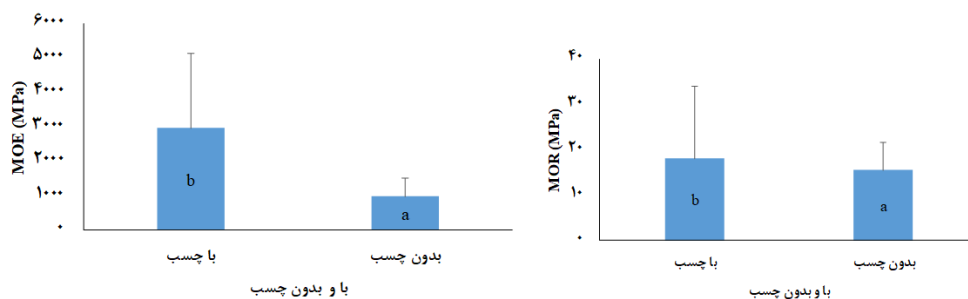 MOE (MPa)
۶۰۰۰
۵۰۰۰
۴۰۰۰
۳۰۰۰
۲۰۰۰
۱۰۰۰
۰
b
a
با چسب
بدون چسب
با و بدون چسب
MOR (MPa)
۴۰
۳۰
۲۰
۱۰
۰
b
a
با چسب
بدون چسب
با و بدون چسب